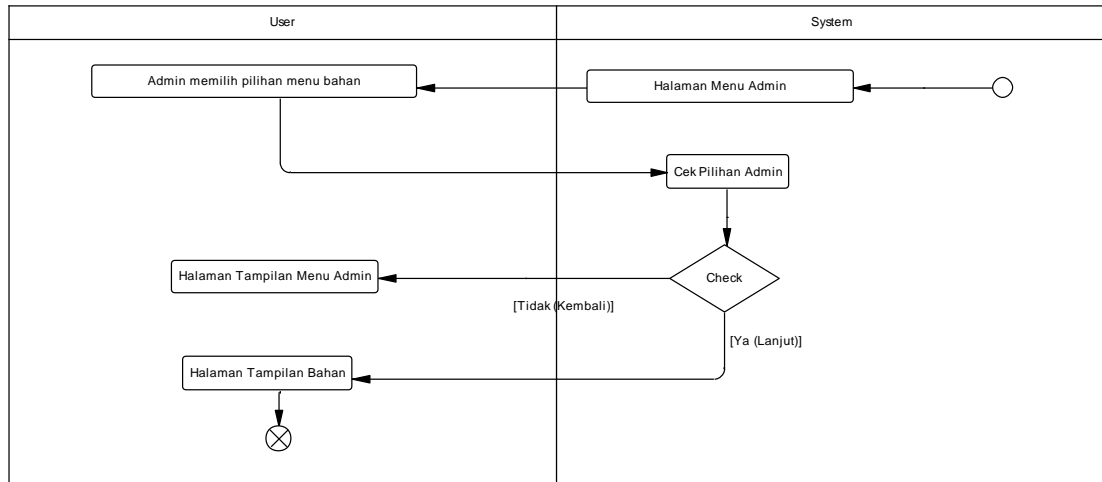 User
System
Admin memilih pilihan menu bahan
Halaman Menu Admin
Cek Pilihan Admin
Halaman Tampilan Menu Admin
Check
[Tidak (Kembali)]
[Ya (Lanjut)]
Halaman Tampilan Bahan